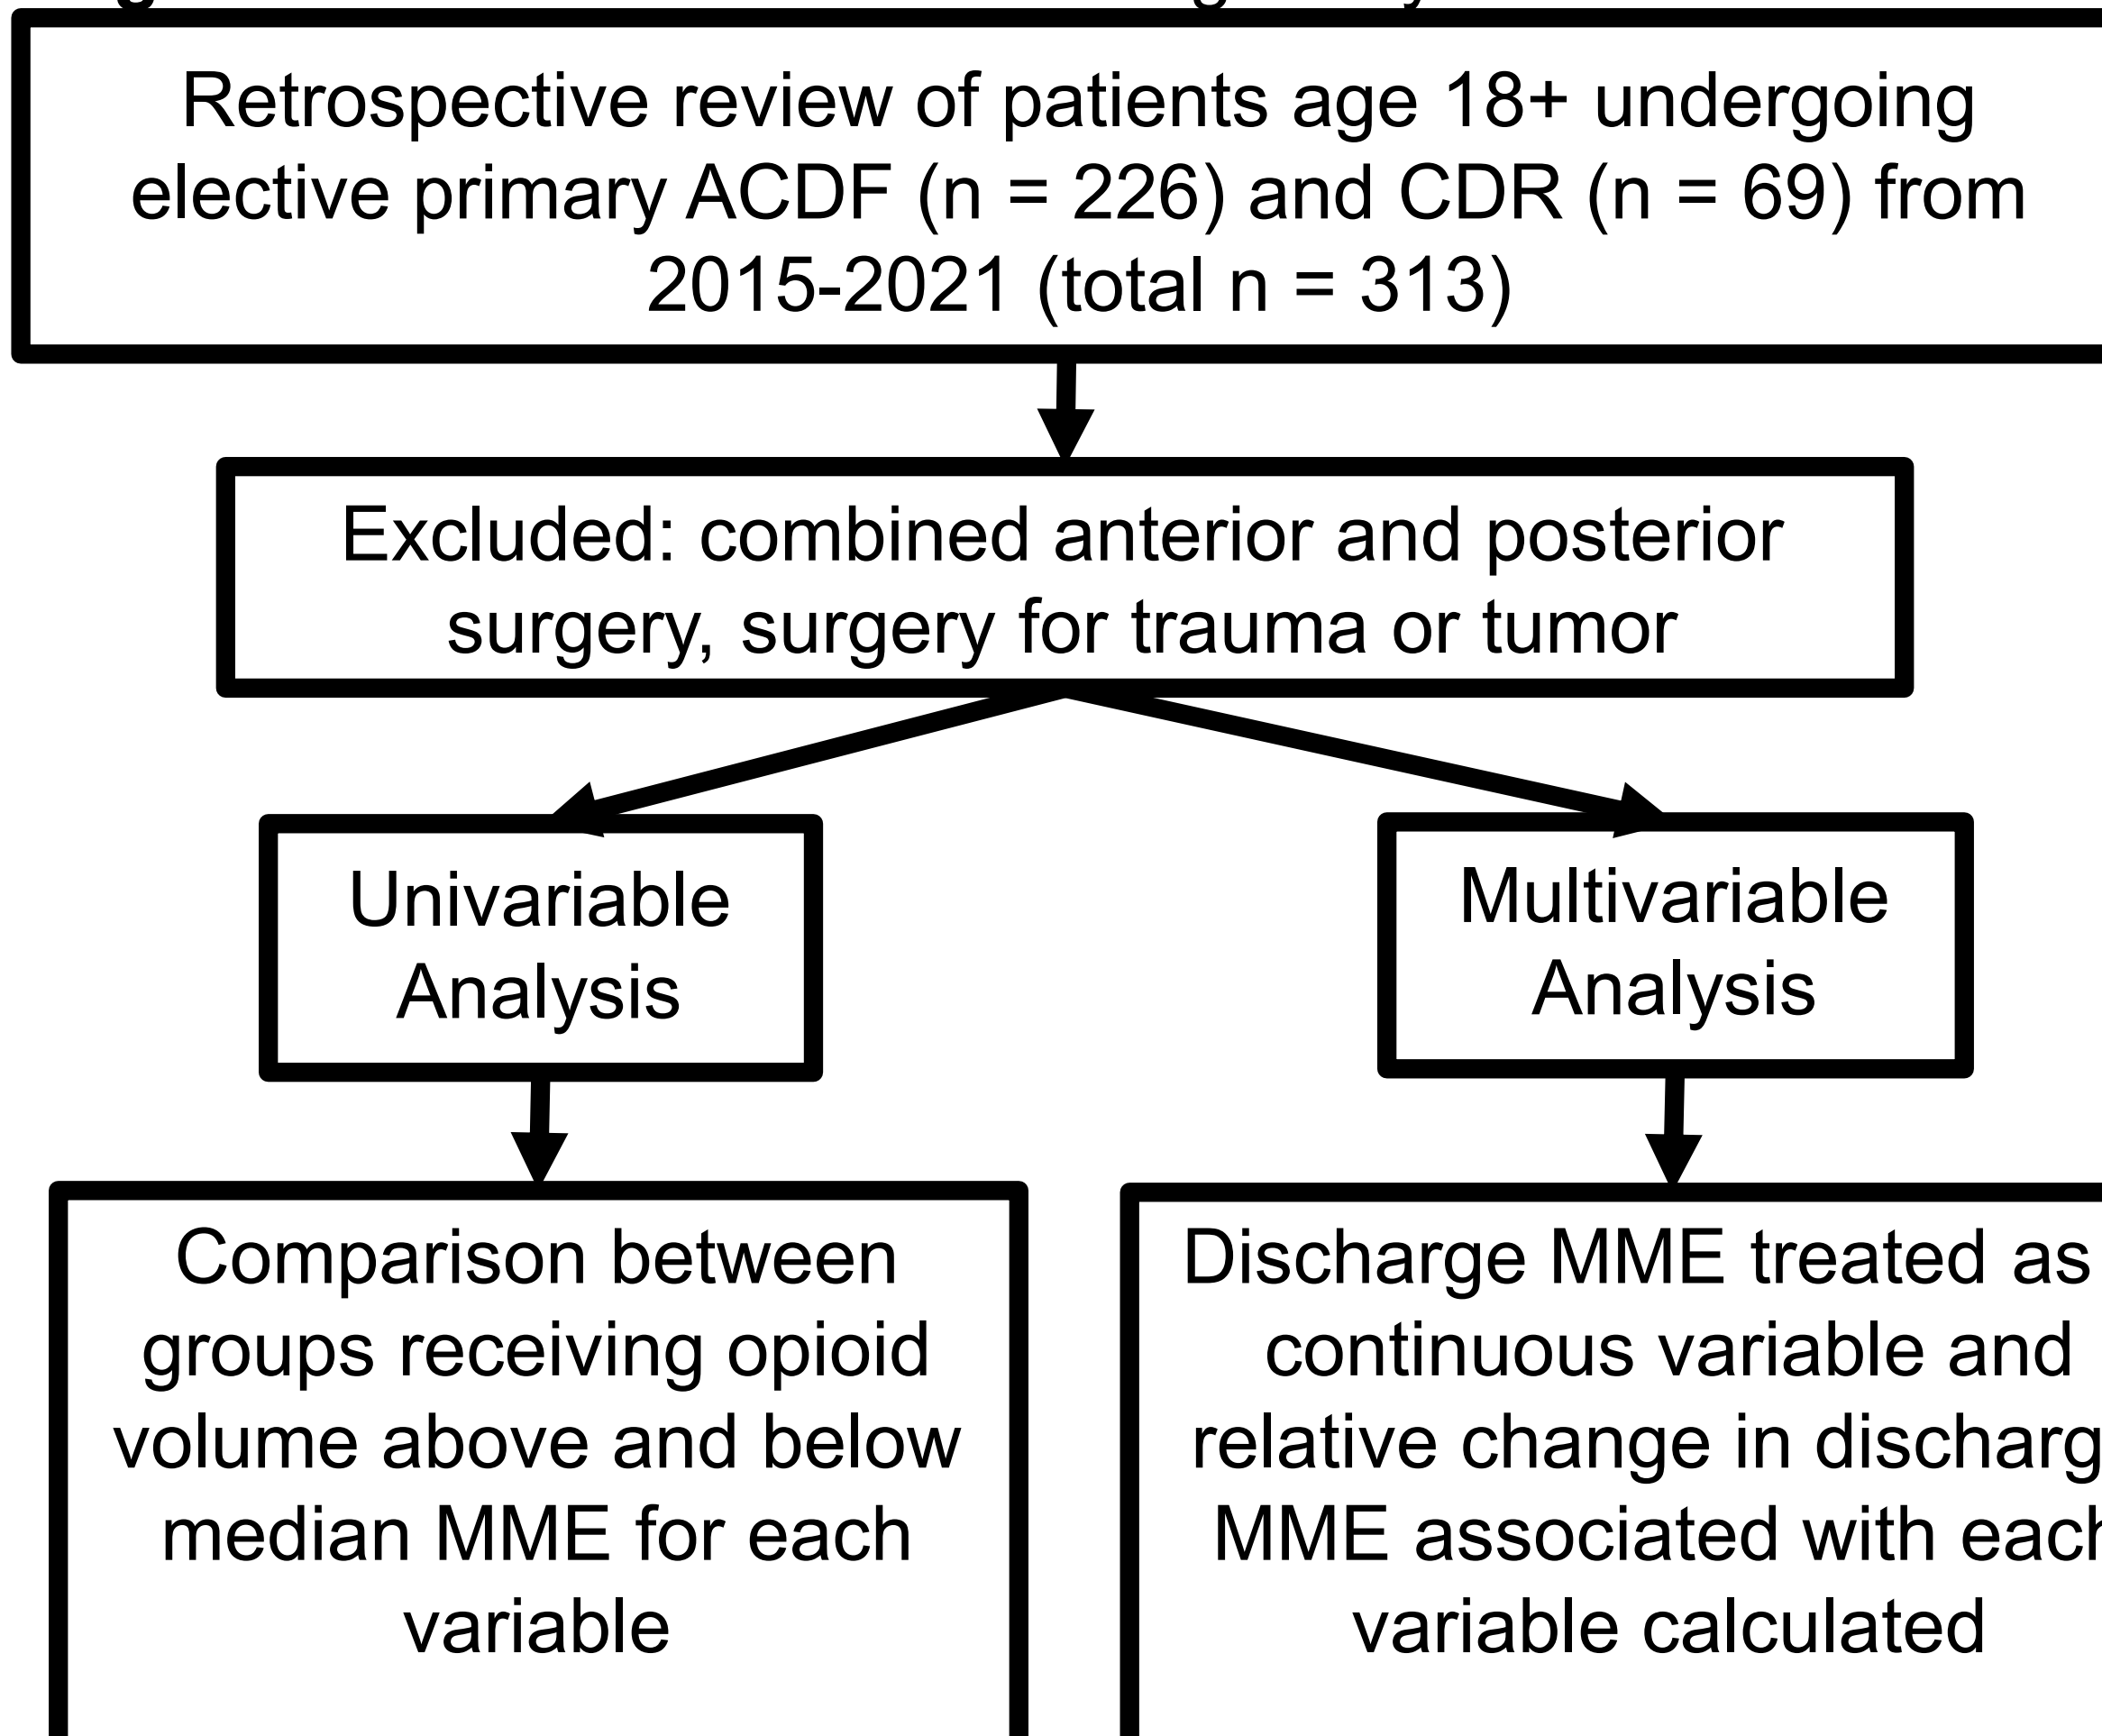 Retrospective review of patients age 18+ undergoing
elective primary ACDF (n = 226) and CDR (n = 69) from
2015-2021 (total n = 313)
Excluded: combined anterior and posterior
surgery, surgery for trauma or tumor
Univariable
Analysis
Multivariable
Analysis
Comparison between
groups receiving opioid
volume above and below
median MME for each
variable
Discharge MME treated as
continuous variable and
relative change in discharg
MME associated with each
variable calculated